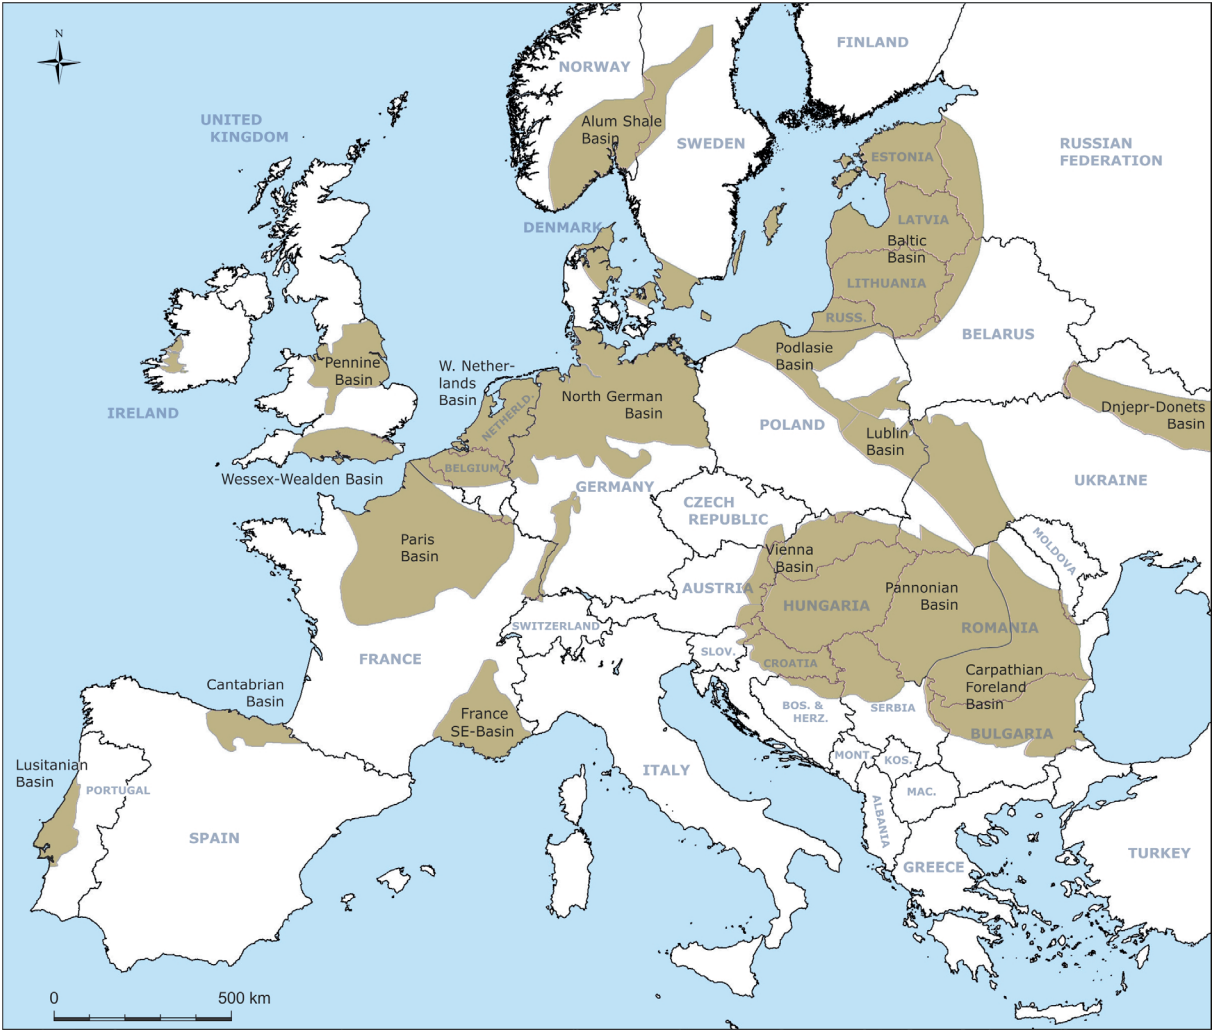 N
FINLAND
NORWAY
UNITED
KINGDOM
Alum Shale
Basin
SWEDEN
RUSSIAN
FEDERATION
ESTONIA
LATVIA
DENMARK
Baltic
Basin
LITHUANIA
RUSS.
BELARUS
Podlasie
Basin
Pennine
Basin
W. Nether-
lands
Basin
North German
Basin
NETHERLD.
IRELAND
Dnjepr-Donets
Basin
POLAND
Lublin
Basin
BELGIUM
Wessex-Wealden Basin
GERMANY
UKRAINE
CZECH
REPUBLIC
Paris
Basin
MOLDOVA
Vienna
Basin
AUSTRIA
Pannonian
Basin
HUNGARIA
SWITZERLAND
ROMANIA
SLOV.
FRANCE
CROATIA
Carpathian
Foreland
Basin
Cantabrian
Basin
BOS. &
HERZ.
SERBIA
France
SE-Basin
BULGARIA
MONT.
KOS.
Lusitanian
Basin
ITALY
PORTUGAL
MAC.
ALBANIA
SPAIN
TURKEY
GREECE
0
500 km